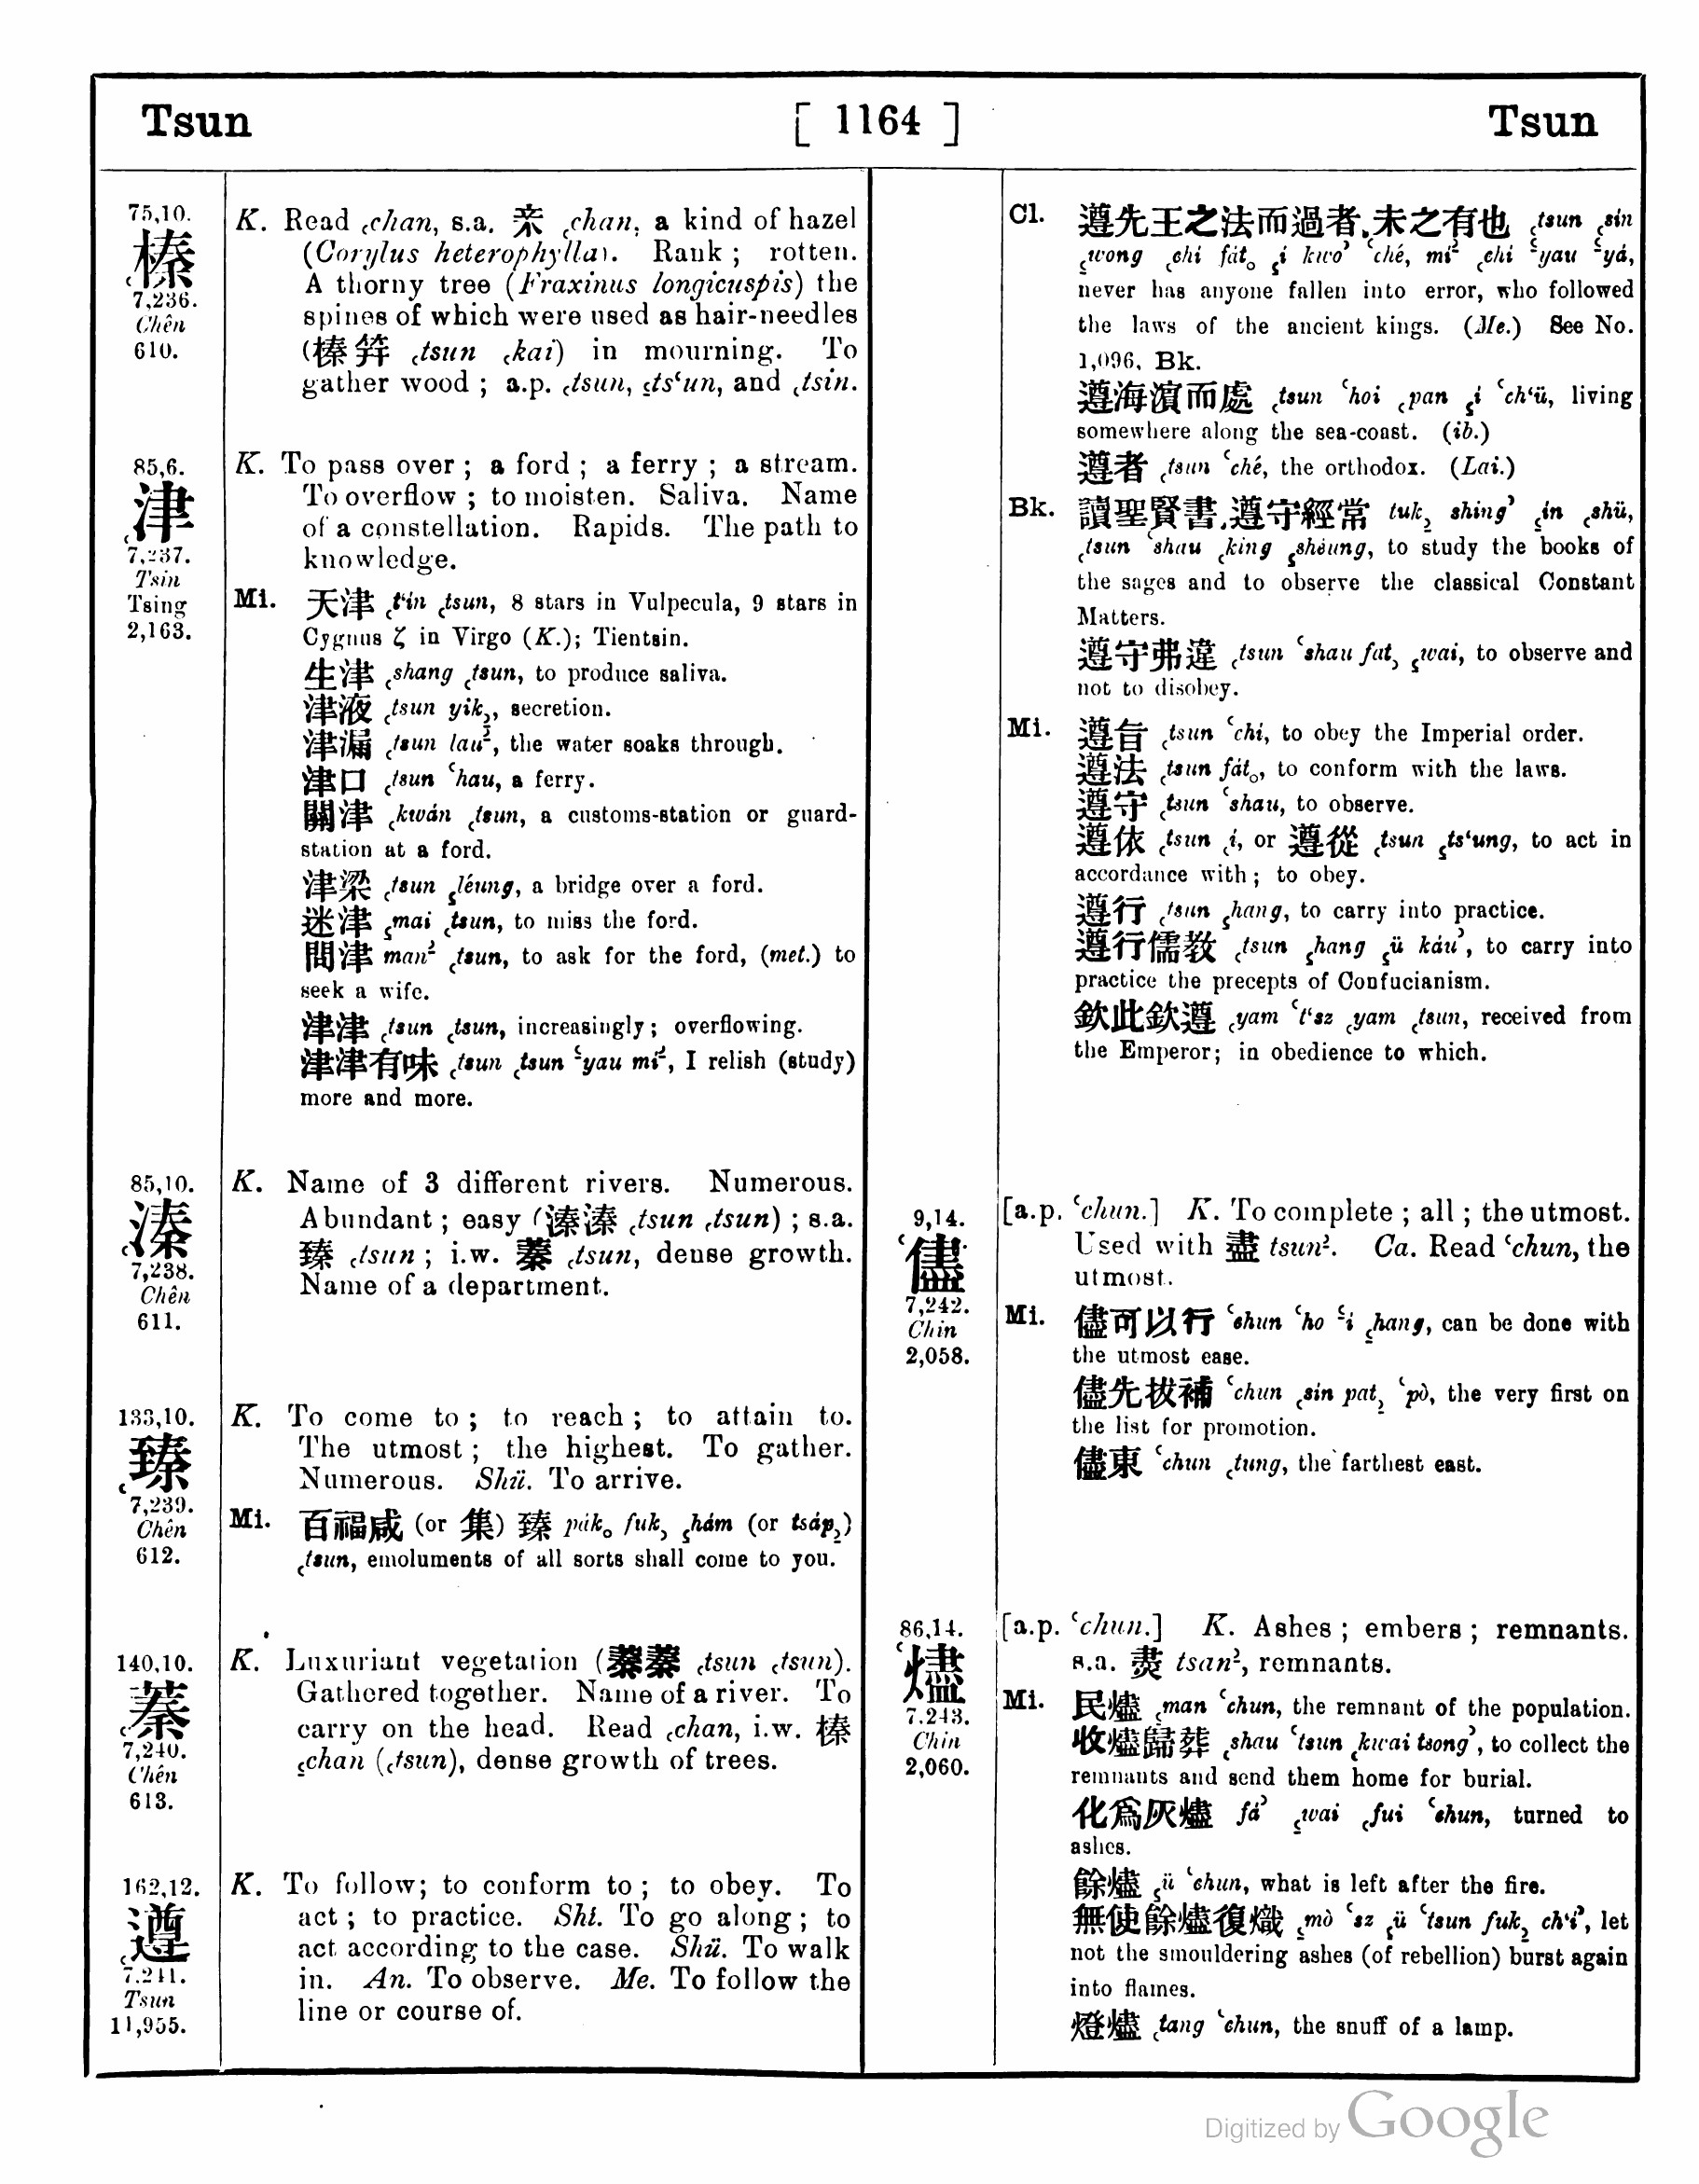 Tsun [ 1164 ] Tsun
75,10.
榛
7,236.
Chên
610.
K. Read ꜀chan, s.a. 亲 ꜀chan, a kind of hazel
(Corylus heterophylla). Rank ; rotten.
A thorny tree (Fraxinus longicuspis) the
spines of which were used as hair-needles
(榛笄 ꜀tsun ꜀kai) in mourning. To
gather wood ; a.p. ꜀tsun, ꜁ts‘un, and ꜀tsin.
85,6.
津
7,237.
Tsin
Tsing
2,163.
K. To pass over ; a ford ; a ferry ; a stream.
To overflow ; to moisten. Saliva. Name
of a constellation. Rapids. The path to
knowledge.
Mi. 天津 ꜀t‘in ꜀tsun, 8 stars in Vulpecula, 9 stars in
Cygnus ζ in Virgo (K.); Tientsin.
生津 ꜀shang ꜀tsun, to produce saliva.
津液 ꜀tsun yik꜇, secretion.
津漏 ꜀tsun lau꜅, the water soaks through.
津口 ꜀tsun ꜂hau, a ferry.
關津 ꜀kwán ꜀tsun, a customs-station or guard-
station at a ford.
津梁 ꜀tsun ꜁léung, a bridge over a ford.
迷津 ꜁mai ꜀tsun, to miss the ford.
問津 man꜅ ꜀tsun, to ask for the ford, (met.) to
seek a wife.
津津 ꜀tsun ꜀tsun, increasingly ; overflowing.
津津有味 ꜀tsun ꜀tsun ꜃yau mi꜅, I relish (study)
more and more.
85,10.
溱
7,238.
Chên
611.
K. Name of 3 different rivers. Numerous.
Abundant ; easy (溱溱 ꜀tsun ꜀tsun) ; s.a.
臻 ꜀tsun ; i.w. 蓁 ꜀tsun, dense growth.
Name of a department.
133,10.
臻
7,239.
Chên
612.
K. To come to ; to reach ; to attain to.
The utmost ; the highest. To gather.
Numerous. Shü. To arrive.
Mi. 百福咸 (or 集) 臻 pák꜀ fuk꜆ ꜁hám (or tsáp꜇)
꜀tsun, emoluments of all sorts shall come to you.
140,10.
蓁
7,240.
Chên
613.
K. Luxuriant vegetation (蓁蓁 ꜀tsun ꜀tsun).
Gathered together. Name of a river. To
carry on the head. Read ꜀chan, i.w. 榛
꜁chan (꜀tsun), dense growth of trees.
162,12.
遵
7,241.
Tsun
11,955.
K. To follow; to conform to ; to obey. To
act ; to practice. Shi. To go along ; to
act according to the case. Shü. To walk
in. An. To observe. Me. To follow the
line or course of.
Cl. 遵先王之法而過者,未之有也 ꜀tsun ꜀sin
꜁wong ꜀chi fát꜀ ꜁i kwo꜄ ꜂ché, mi꜅ ꜀chi ꜃yau ꜃yá,
never has anyone fallen into error, who followed
the laws of the ancient kings. (Me.) See No.
1,096, Bk.
遵海濵而處 ꜀tsun ꜂hoi ꜀pan ꜁i ꜂ch‘ü, living
somewhere along the sea-coast. (ib.)
遵者 ꜀tsun ꜂ché, the orthodox. (Lai.)
Bk. 讀聖賢書,遵守經常 tuk꜇ shing꜄ ꜁in ꜀shü,
꜀tsun ꜂shau ꜀king ꜁shéung, to study the books of
the sages and to observe the classical Constant
Matters.
遵守弗違 ꜀tsun ꜂shau fat꜆ ꜁wai, to observe and
not to disobey.
Mi. 遵旨 ꜀tsun ꜂chi, to obey the Imperial order.
遵法 ꜀tsun fát꜀, to conform with the laws.
遵守 ꜀tsun ꜂shau, to observe.
遵依 ꜀tsun ꜀i, or 遵從 ꜀tsun ꜁ts‘ung, to act in
accordance with ; to obey.
遵行 ꜀tsun ꜁hang, to carry into practice.
遵行儒教 ꜀tsun ꜁hang ꜁ü káu꜄, to carry into
practice the precepts of Confucianism.
欽此欽遵 ꜀yam ꜂t‘sz ꜀yam ꜀tsun, received from
the Emperor; in obedience to which.
9,14.
儘
7,242.
Chin
2,058.
[a.p. ꜂chun.] K. To complete ; all ; the utmost.
Used with 盡 tsun꜅. Ca. Read ꜂chun, the
utmost.
Mi. 儘可以行 ꜂chun ꜂ho ꜃i ꜁hang, can be done with
the utmost ease.
儘先拔補 ꜂chun ꜀sin pat꜇ ꜂pò, the very first on
the list for promotion.
儘東 ꜂chun ꜀tung, the farthest east.
86,14.
燼
7,243.
Chin
2,060.
[a.p. ꜂chun.] K. Ashes ; embers ; remnants.
s.a. 㶳 tsan꜅, remnants.
Mi. 民燼 ꜁man ꜂chun, the remnant of the population.
收燼歸葬 ꜀shau ꜂tsun ꜀kwai tsong꜄, to collect the
remnants and send them home for burial.
化爲灰燼 fá꜄ ꜁wai ꜀fui ꜂chun, turned to
ashes.
餘燼 ꜁ü ꜂chun, what is left after the fire.
無使餘燼復熾 ꜁mò ꜂sz ꜁ü ꜂tsun fuk꜇ ch‘i꜄, let
not the smouldering ashes (of rebellion) burst again
into flames.
燈燼 ꜀tang ꜂chun, the snuff of a lamp.
Digitized by Google